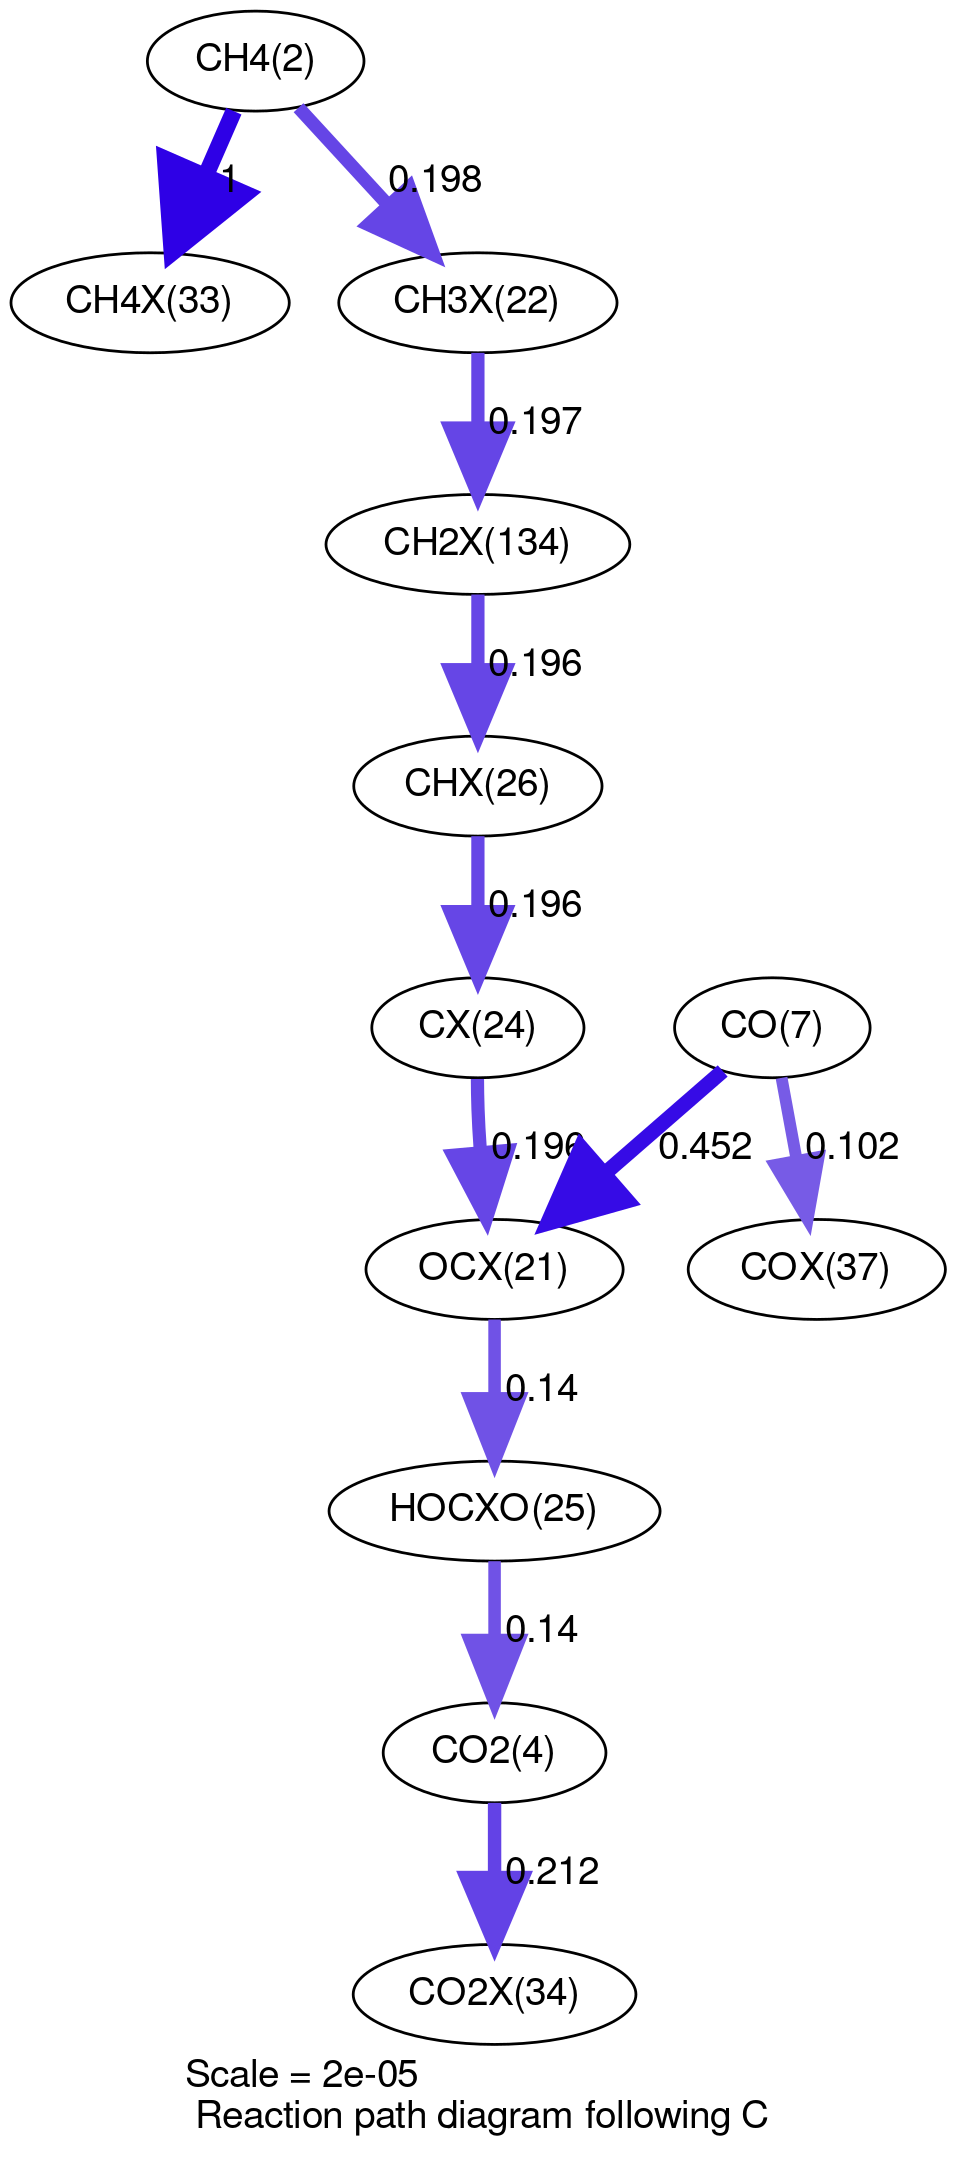 CH4(2)
1
0.198
CH4X(33)
CH3X(22)
0.197
CH2X(134)
0.196
CHX(26)
0.196
CX(24)
CO(7)
0.196
0.452
0.102
OCX(21)
COX(37)
0.14
HOCXO(25)
0.14
CO2(4)
0.212
CO2X(34)
Scale = 2e-05
Reaction path diagram following C